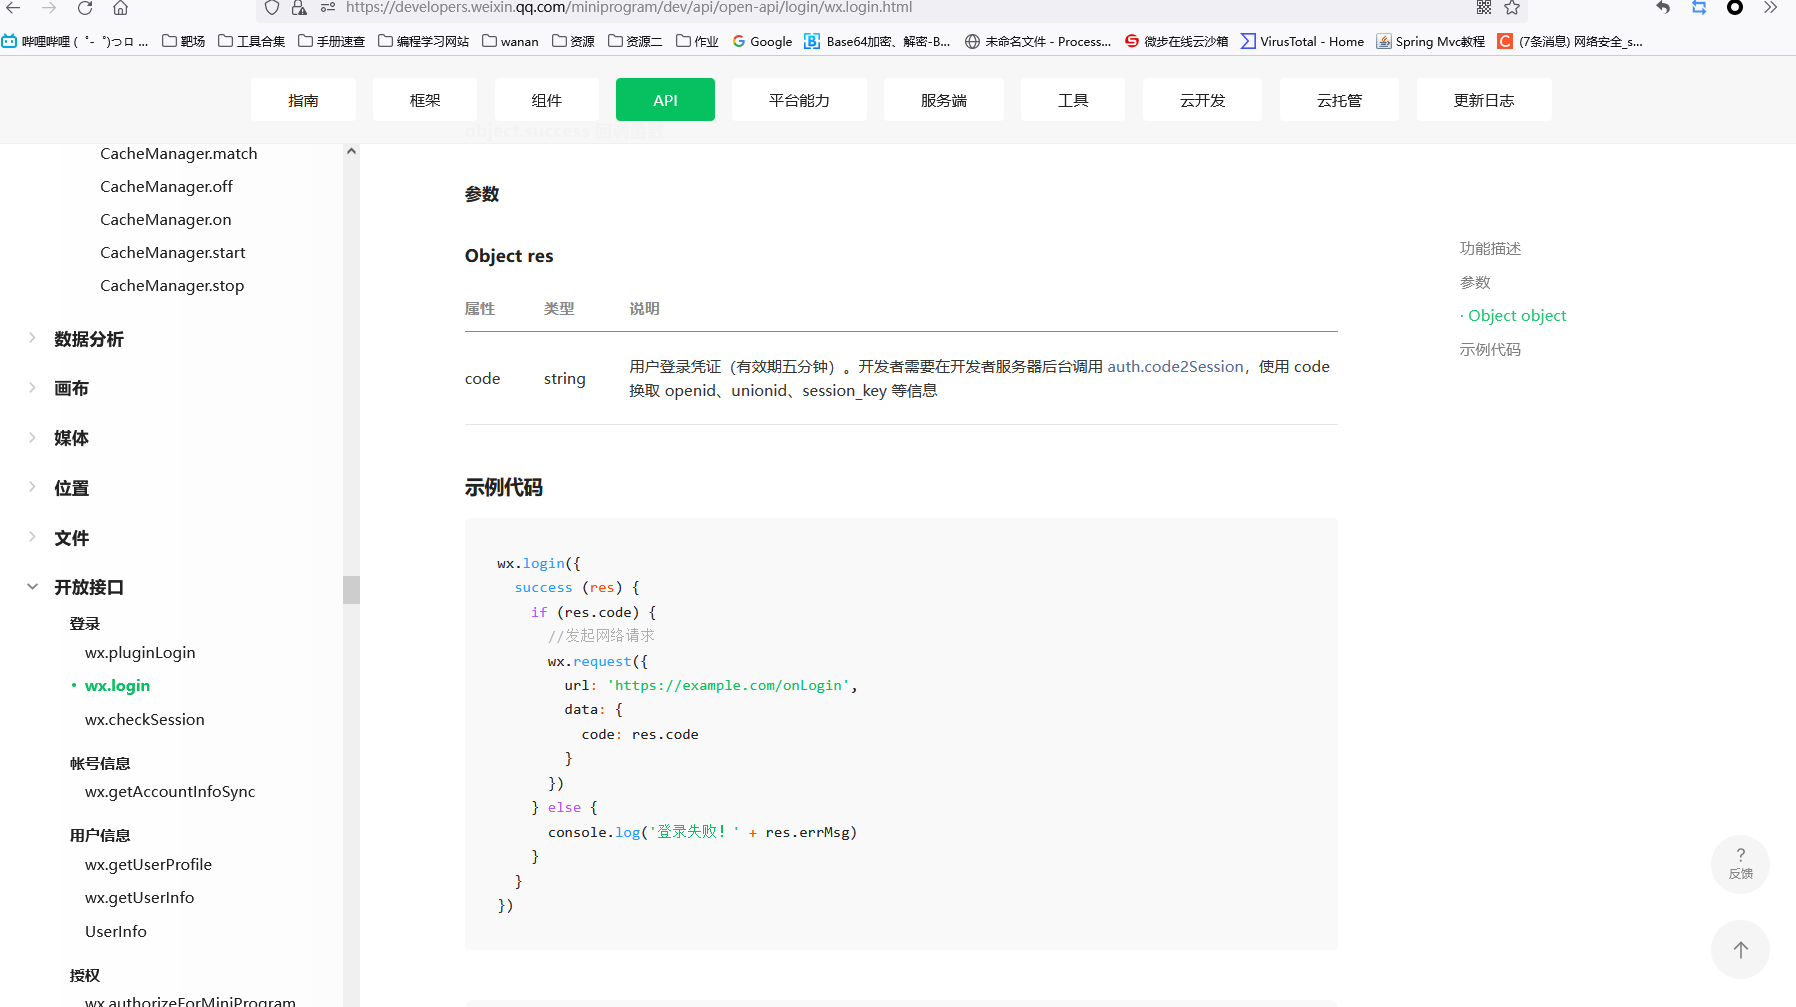 https://developers.weixin.qq.com/miniprogram/dev/api/open-api/login/wx.login.html
哔哩哔哩 ( ゜- ゜)つロ ... 靶场 工具合集 手册速查 编程学习网站 wanan 资源 资源二 作业 Google Base64加密、解密-B... 未命名文件 - Process... 微步在线云沙箱 VirusTotal - Home Spring Mvc教程 (7条消息) 网络安全_s...
指南 框架 组件 API 平台能力 服务端 工具 云开发 云托管 更新日志
object.success 回调函数
CacheManager.match
CacheManager.off
CacheManager.on
CacheManager.start
CacheManager.stop
数据分析
画布
媒体
位置
文件
开放接口
登录
wx.pluginLogin
wx.login
wx.checkSession
帐号信息
wx.getAccountInfoSync
用户信息
wx.getUserProfile
wx.getUserInfo
UserInfo
授权
wx.authorizeForMiniProgram
参数
Object res
属性 类型 说明
code string 用户登录凭证（有效期五分钟）。开发者需要在开发者服务器后台调用 auth.code2Session，使用 code
换取 openid、unionid、session_key 等信息
示例代码
wx.login({
  success (res) {
    if (res.code) {
      //发起网络请求
      wx.request({
        url: 'https://example.com/onLogin',
        data: {
          code: res.code
        }
      })
    } else {
      console.log('登录失败！' + res.errMsg)
    }
  }
})
功能描述
参数
· Object object
示例代码
?
反馈